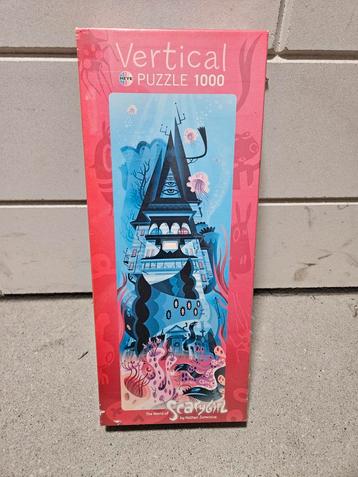 Vertical
HEYE
PUZZLE 1000
The World of
Scarygirl
by Nathan Jurevicius